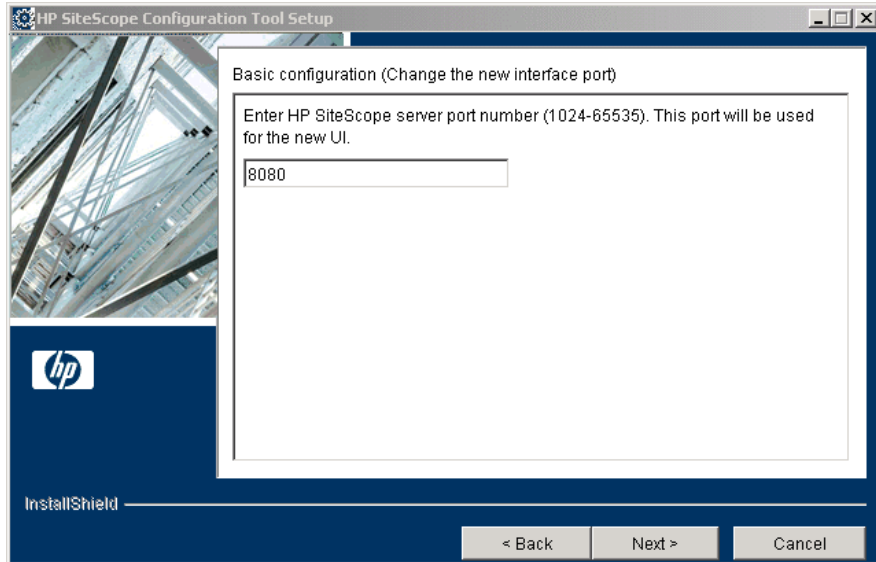 HP SiteScope Configuration Tool Setup
Basic configuration (Change the new interface port)
Enter HP SiteScope server port number (1024-65535). This port will be used
for the new UI.
8080
hp
InstallShield
< Back
Next >
Cancel